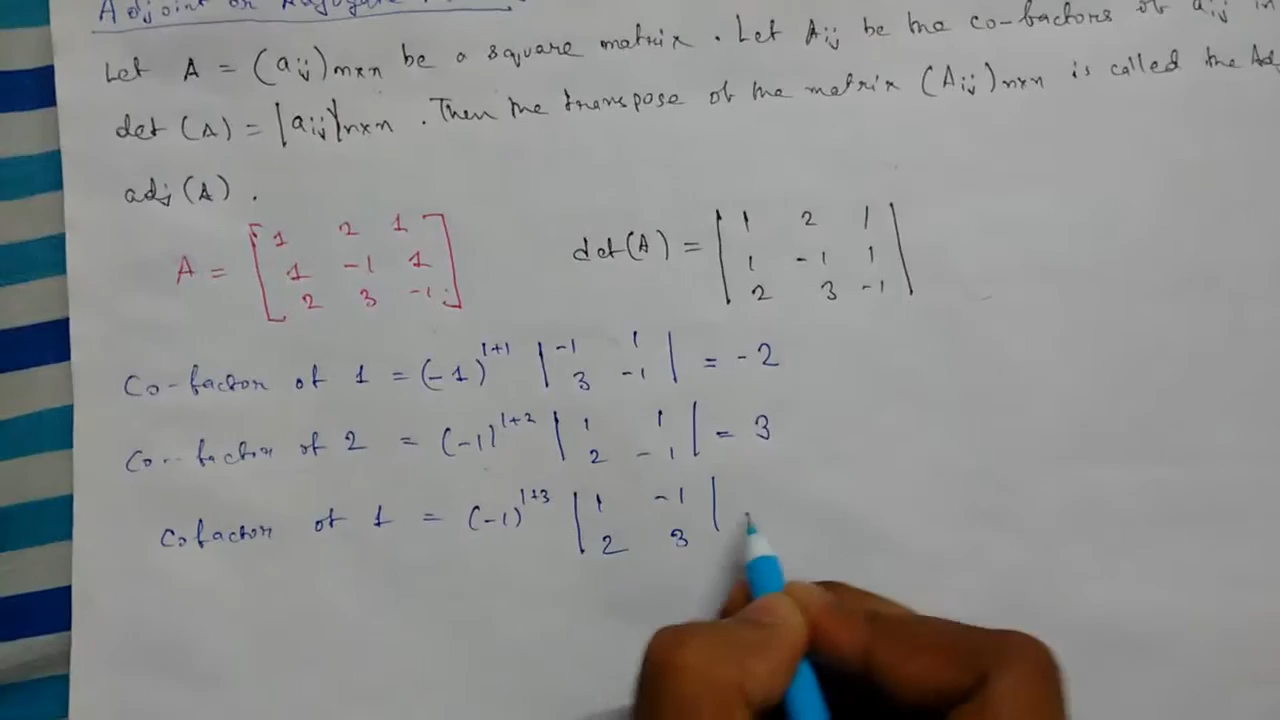 Adjoint or
Let A = (aij)n×n be a square matrix. Let Aij be the co-factors of aij in
det (A) = |aij|n×n. Then the transpose of the matrix (Aij)n×n is called the Ad
adj (A).
A = [ 1 2 1
1 -1 1
2 3 -1 ]
det(A) = | 1 2 1
1 -1 1
2 3 -1 |
Co-factor of 1 = (-1)^1+1 | -1 1
3 -1 | = -2
Co-factor of 2 = (-1)^1+2 | 1 1
2 -1 | = 3
Cofactor of 1 = (-1)^1+3 | 1 -1
2 3 |